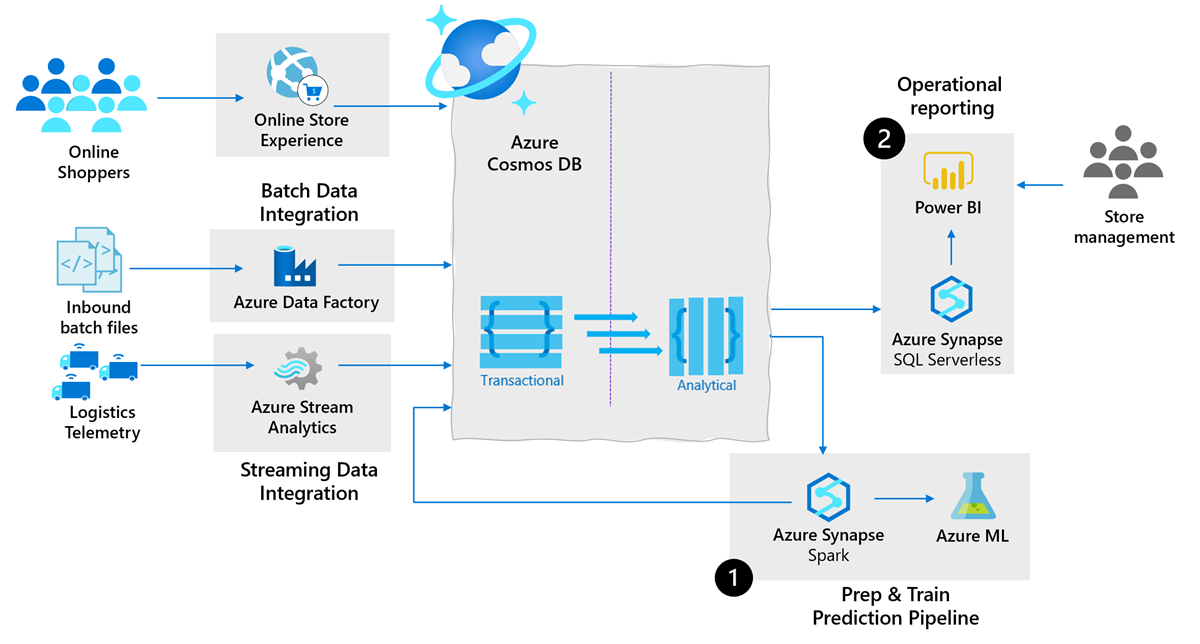 Online
Shoppers
$
Online Store
Experience
Batch Data
Integration
</>
/>
Inbound
batch files
Azure Data Factory
Logistics
Telemetry
Azure Stream
Analytics
Streaming Data
Integration
Azure
Cosmos DB
{ }
Transactional
{ }
Analytical
Operational
reporting
2
Power BI
Azure Synapse
SQL Serverless
Store
management
Azure Synapse
Spark
Azure ML
1
Prep & Train
Prediction Pipeline